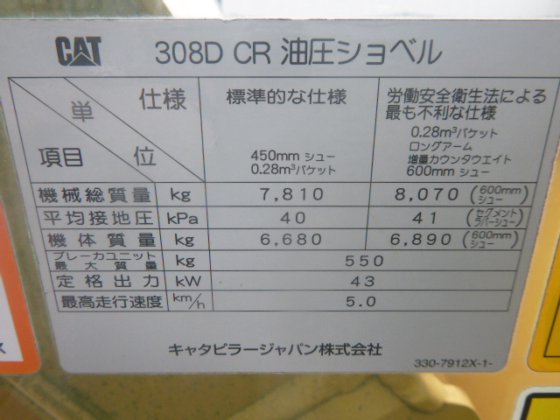 CAT 308D CR 油圧ショベル
仕様
単
項目 位
標準的な仕様
450mm シュー
0.28m³バケット
労働安全衛生法による
最も不利な仕様
0.28m³バケット
ロングアーム
増量カウンタウエイト
600mm シュー
機械総質量 kg 7,810 8,070 (600mm シュー)
平均接地圧 kPa 40 41 (セグメント ラバーシュー)
機体質量 kg 6,680 6,890 (600mm シュー)
ブレーカユニット 最大質量 kg 550
定格出力 kW 43
最高走行速度 km/h 5.0
キャタピラージャパン株式会社
330-7912X-1-